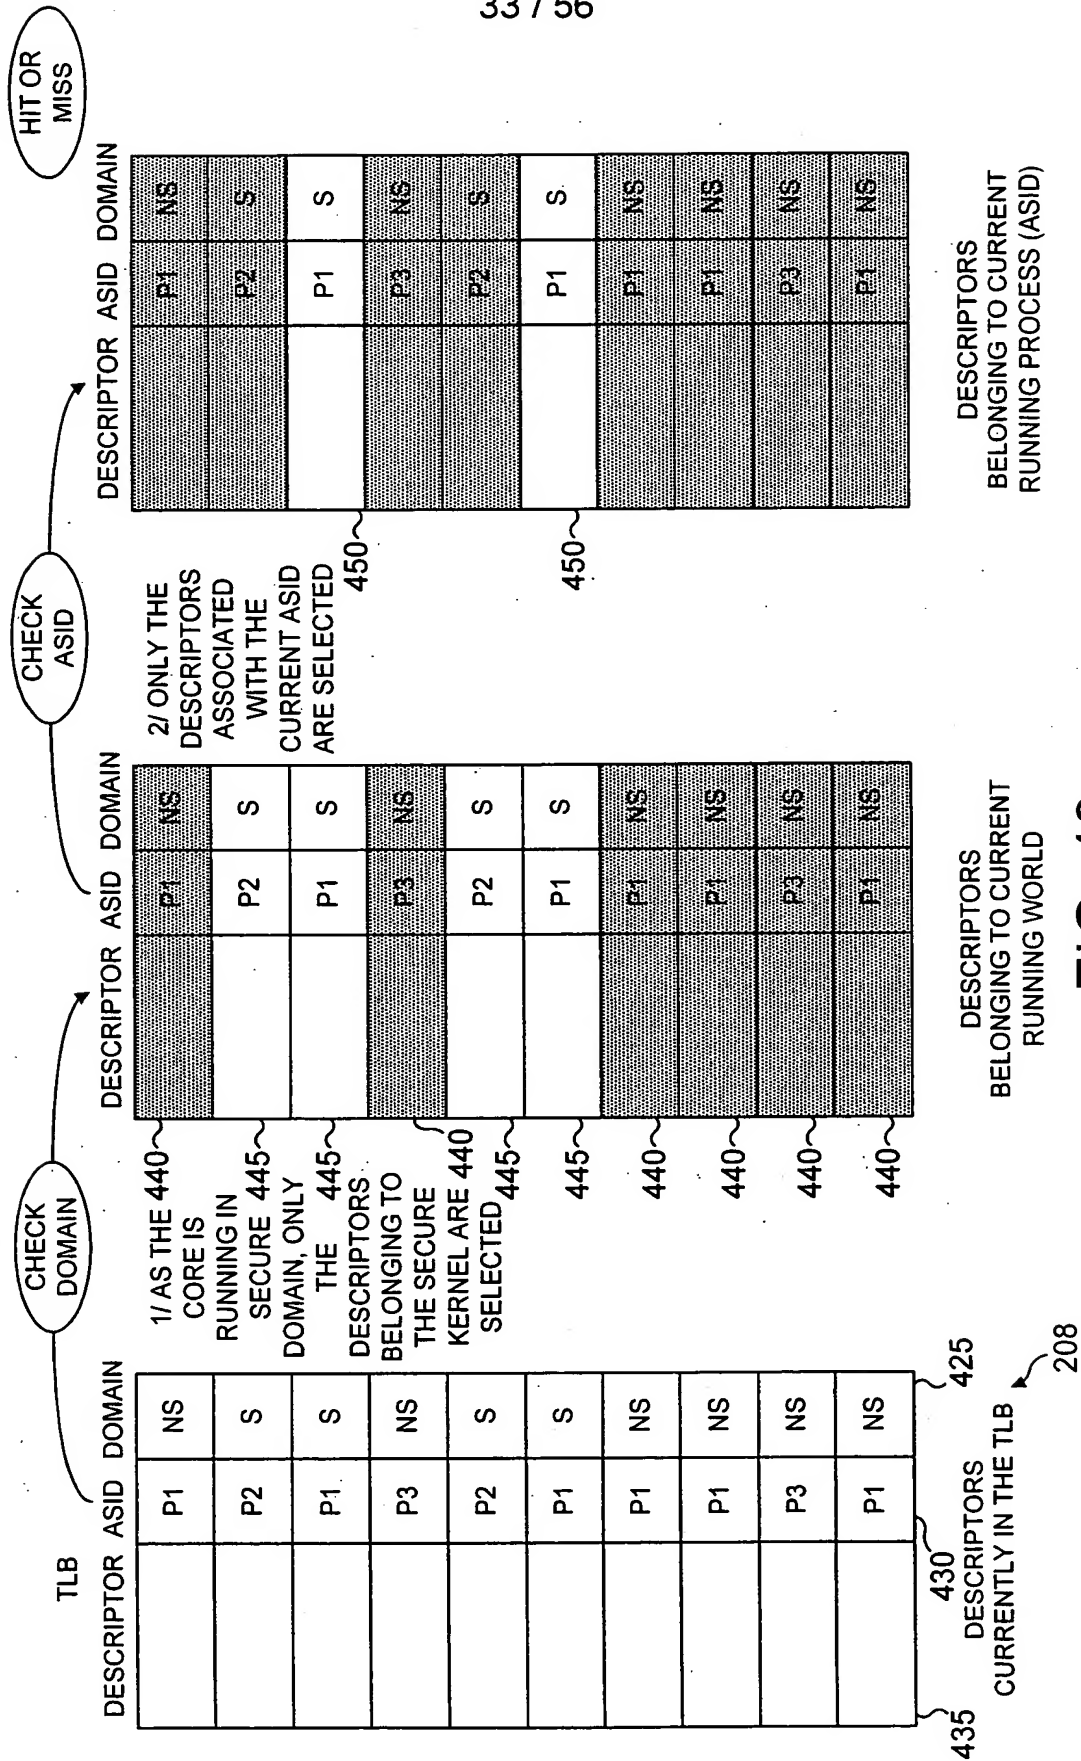 33 / 56
TLB
DESCRIPTOR ASID DOMAIN
P1 NS
P2 S
P1 S
P3 NS
P2 S
P1 S
P1 NS
P1 NS
P3 NS
P1 NS
435
430
425
DESCRIPTORS
CURRENTLY IN THE TLB
208
CHECK
DOMAIN
1/ AS THE
CORE IS
RUNNING IN
SECURE
DOMAIN, ONLY
THE
DESCRIPTORS
BELONGING TO
THE SECURE
KERNEL ARE
SELECTED
440
445
445
440
445
445
440
440
440
440
DESCRIPTOR ASID DOMAIN
P1 NS
P2 S
P1 S
P3 NS
P2 S
P1 S
P1 NS
P1 NS
P3 NS
P1 NS
DESCRIPTORS
BELONGING TO CURRENT
RUNNING WORLD
CHECK
ASID
2/ ONLY THE
DESCRIPTORS
ASSOCIATED
WITH THE
CURRENT ASID
ARE SELECTED
450
450
DESCRIPTOR ASID DOMAIN
P1 NS
P2 S
P1 S
P3 NS
P2 S
P1 S
P1 NS
P1 NS
P3 NS
P1 NS
DESCRIPTORS
BELONGING TO CURRENT
RUNNING PROCESS (ASID)
HIT OR
MISS